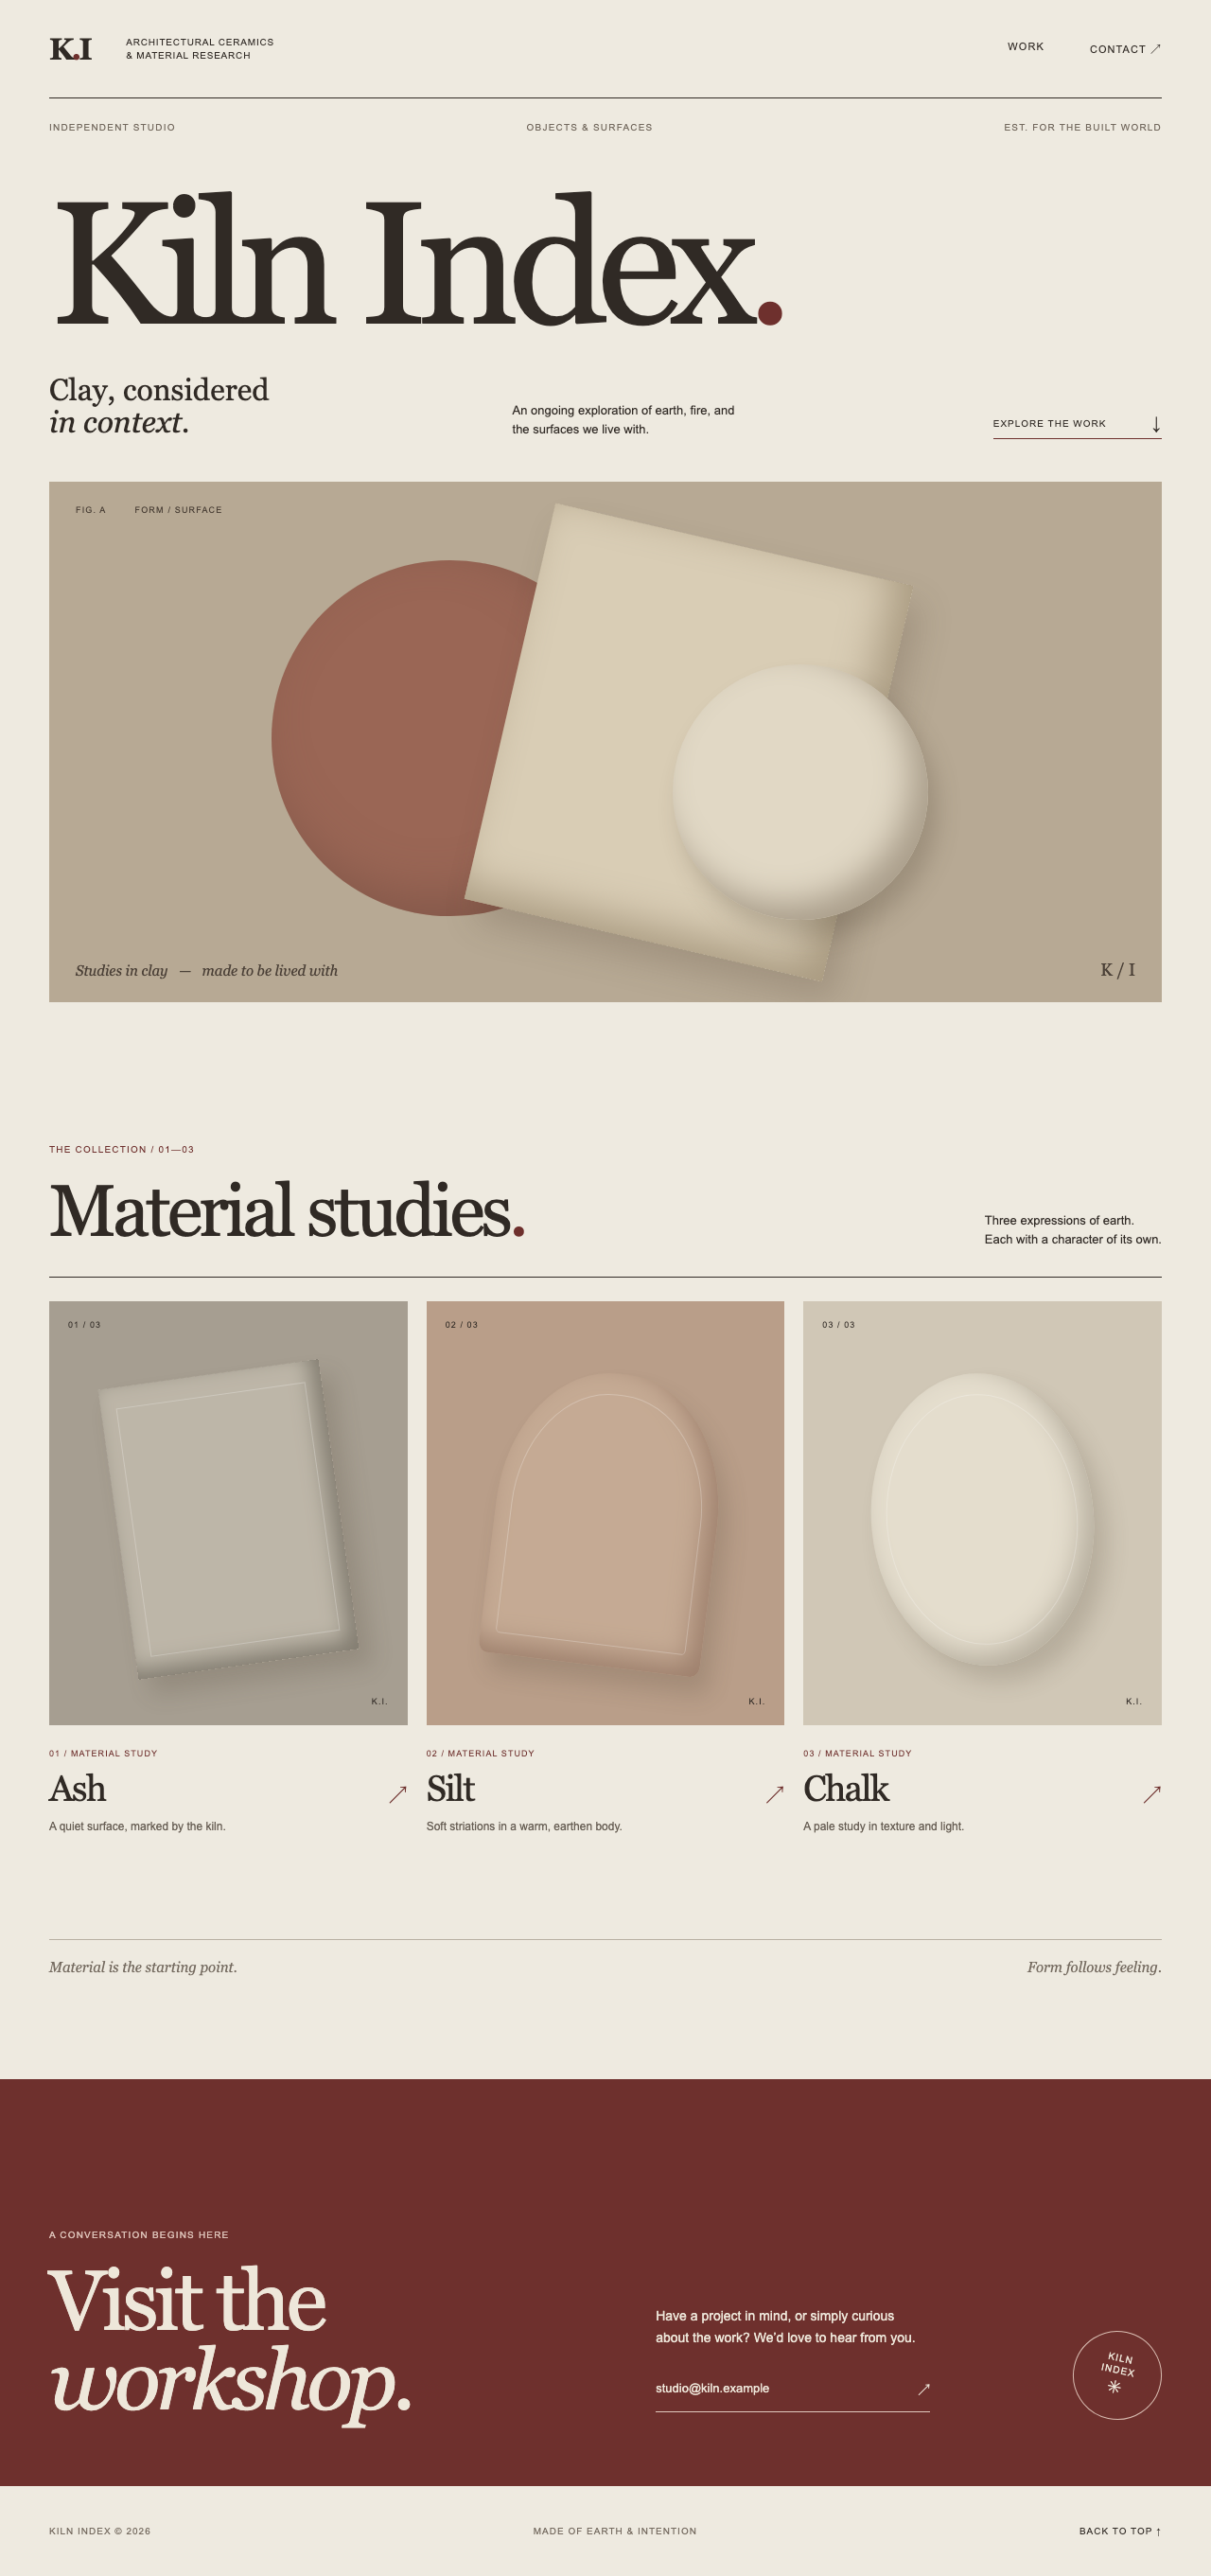 K.I
ARCHITECTURAL CERAMICS
& MATERIAL RESEARCH
WORK
CONTACT ↗
INDEPENDENT STUDIO
OBJECTS & SURFACES
EST. FOR THE BUILT WORLD
Kiln Index.
Clay, considered
in context.
An ongoing exploration of earth, fire, and
the surfaces we live with.
EXPLORE THE WORK ↓
FIG. A FORM / SURFACE
Studies in clay — made to be lived with
K / I
THE COLLECTION / 01—03
Material studies.
Three expressions of earth.
Each with a character of its own.
01 / 03
K.I.
02 / 03
K.I.
03 / 03
K.I.
01 / MATERIAL STUDY
Ash ↗
A quiet surface, marked by the kiln.
02 / MATERIAL STUDY
Silt ↗
Soft striations in a warm, earthen body.
03 / MATERIAL STUDY
Chalk ↗
A pale study in texture and light.
Material is the starting point.
Form follows feeling.
A CONVERSATION BEGINS HERE
Visit the
workshop.
Have a project in mind, or simply curious
about the work? We'd love to hear from you.
studio@kiln.example ↗
KILN
INDEX
✳
KILN INDEX © 2026
MADE OF EARTH & INTENTION
BACK TO TOP ↑